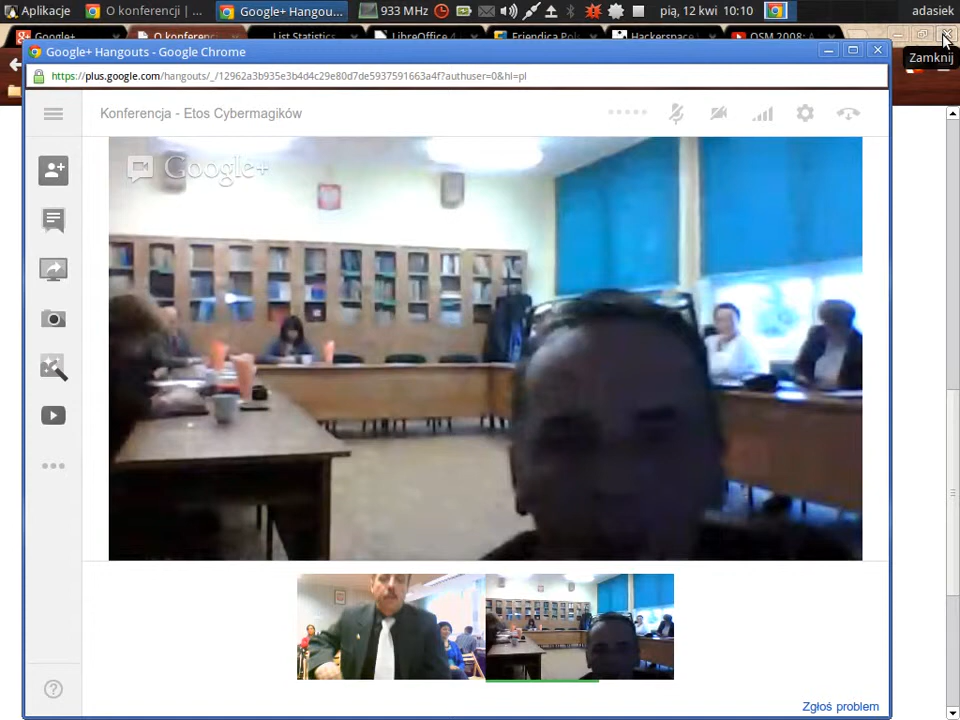 Aplikacje
O konferencji | ...
Google+ Hangou...
933 MHz
pią, 12 kwi 10:10
adasiek
Google+
O konferenc
List Statistics
LibreOffice 4
Friendica Pol
Hackerspace
OSM 2008: A
Google+ Hangouts - Google Chrome
Zamknij
https://plus.google.com/hangouts/_/12962a3b935e3b4d4c29e80d7de5937591663a4f?authuser=0&hl=pl
Konferencja - Etos Cybermagików
Google+
Zgłoś problem